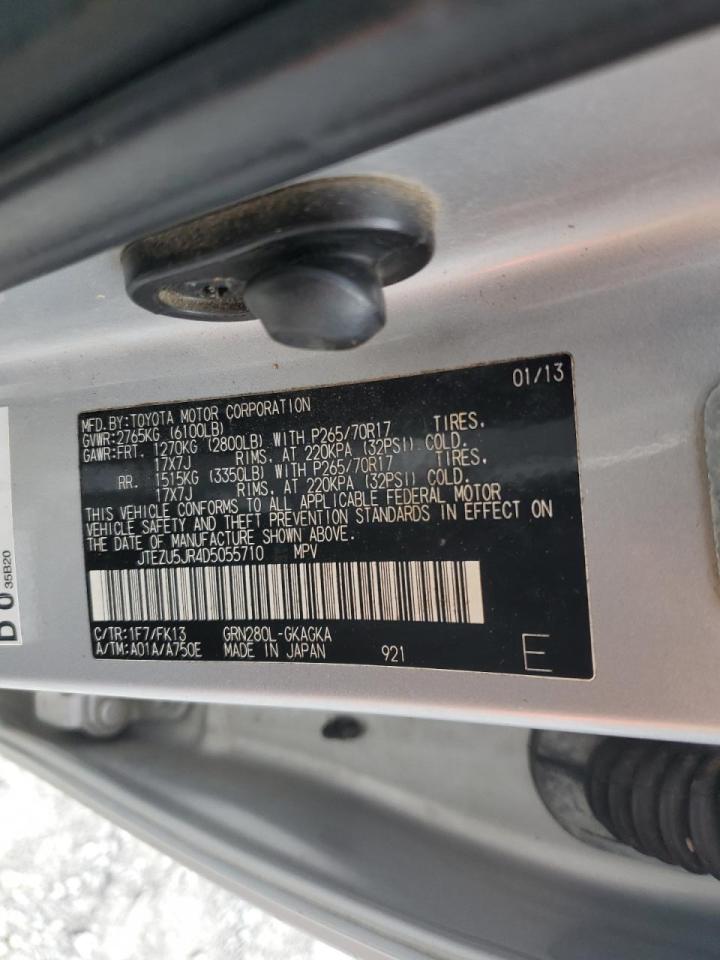 01/13
MFD.BY:TOYOTA MOTOR CORPORATION
GVWR:2765KG (6100LB)
GAWR:FRT. 1270KG (2800LB) WITH P265/70R17 TIRES.
17X7J RIMS, AT 220KPA (32PSI) COLD.
RR. 1515KG (3350LB) WITH P265/70R17 TIRES.
17X7J RIMS, AT 220KPA (32PSI) COLD.
THIS VEHICLE CONFORMS TO ALL APPLICABLE FEDERAL MOTOR
VEHICLE SAFETY AND THEFT PREVENTION STANDARDS IN EFFECT ON
THE DATE OF MANUFACTURE SHOWN ABOVE.
JTEZU5JR4D5055710 MPV
C/TR:1F7/FK13 GRN280L-GKAGKA
A/TM:A01A/A750E MADE IN JAPAN 921 E
35B20